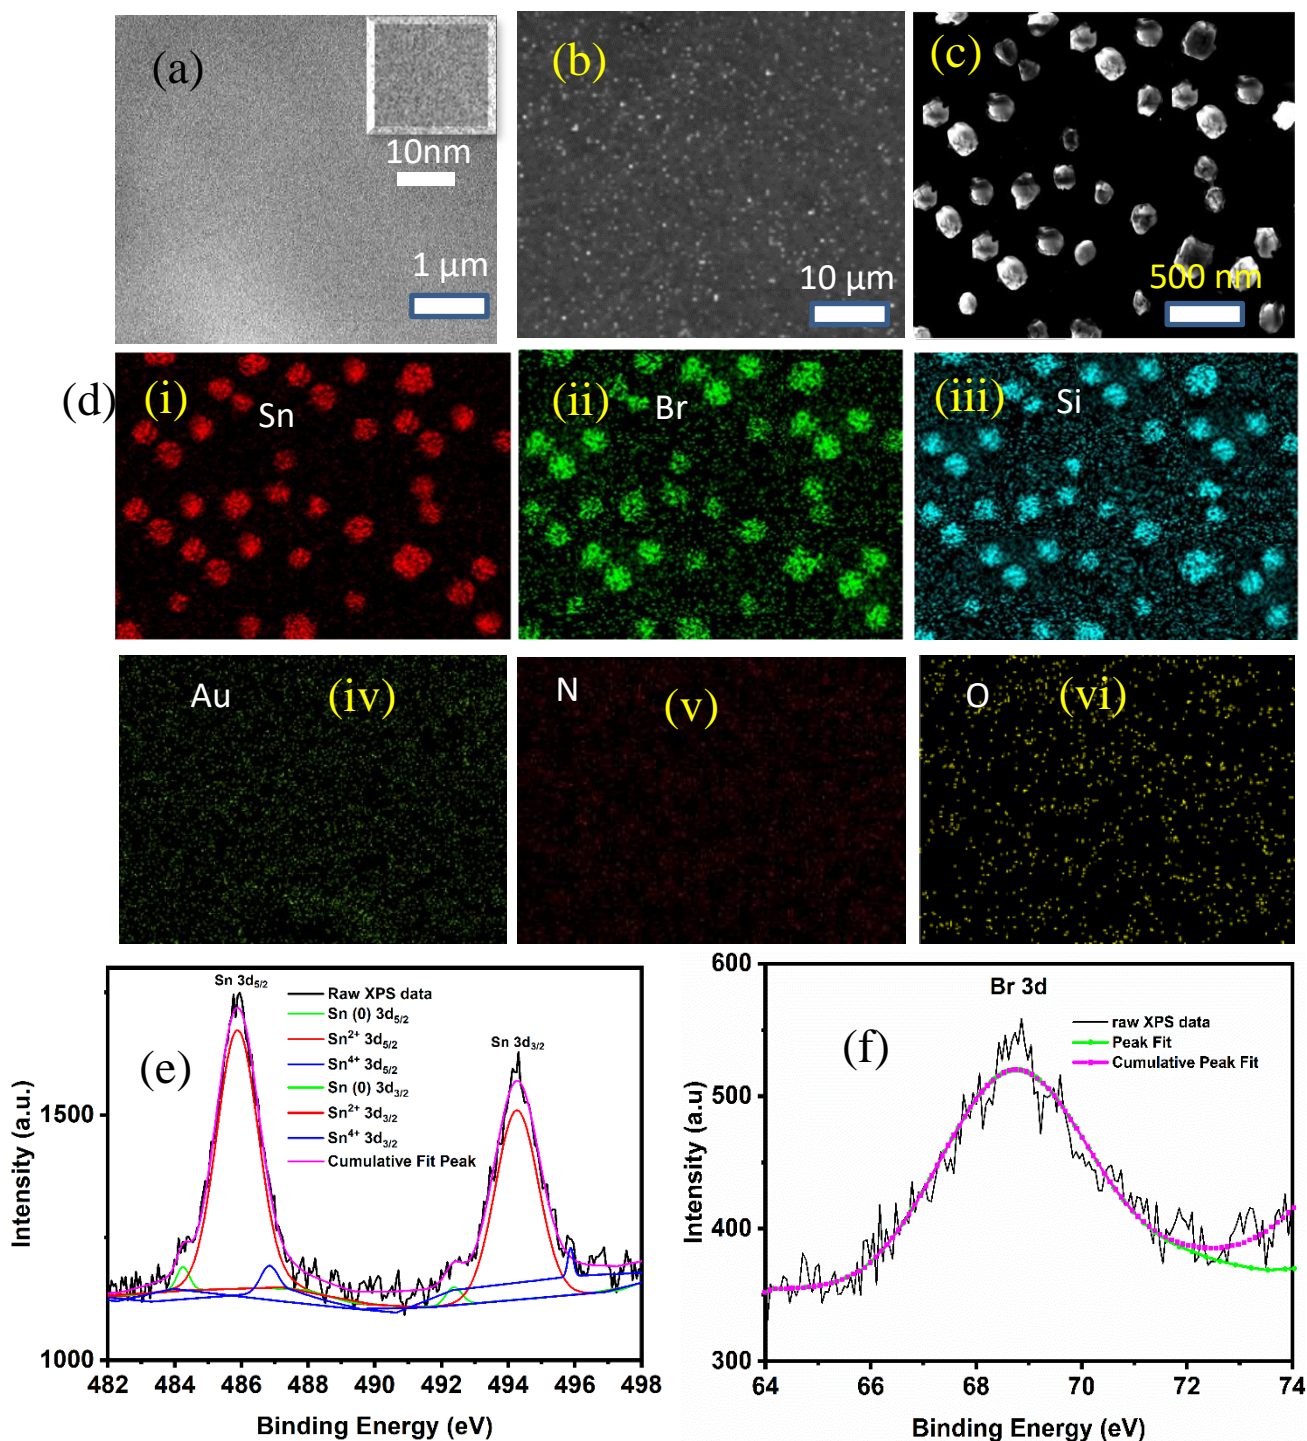 (a)
10nm
1 μm
(b)
10 μm
(c)
500 nm
(d)
(i)
Sn
(ii)
Br
(iii)
Si
Au
(iv)
N
(v)
O
(vi)
(e)
Sn 3d5/2
Sn 3d3/2
Raw XPS data
Sn (0) 3d5/2
Sn2+ 3d5/2
Sn4+ 3d5/2
Sn (0) 3d3/2
Sn2+ 3d3/2
Sn4+ 3d3/2
Cumulative Fit Peak
Intensity (a.u.)
1500
1000
482 484 486 488 490 492 494 496 498
Binding Energy (eV)
(f)
Br 3d
raw XPS data
Peak Fit
Cumulative Peak Fit
Intensity (a.u)
600
500
400
300
64 66 68 70 72 74
Binding Energy (eV)